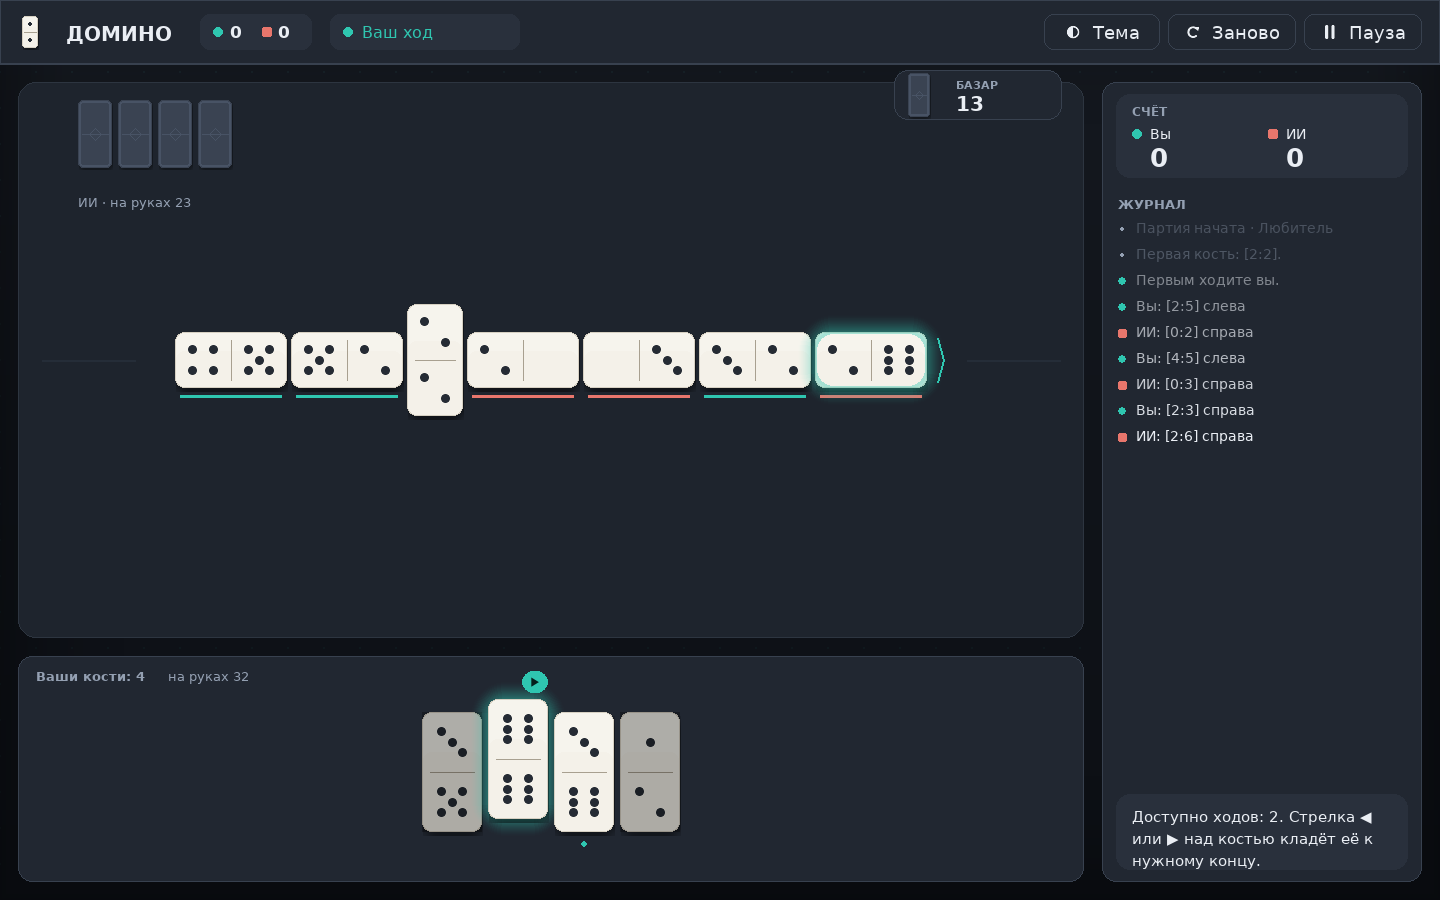 ДОМИНО
0 0
Ваш ход
Тема
Заново
Пауза
БАЗАР
13
ИИ · на руках 23
СЧЁТ
Вы ИИ
0 0
ЖУРНАЛ
Партия начата · Любитель
Первая кость: [2:2].
Первым ходите вы.
Вы: [2:5] слева
ИИ: [0:2] справа
Вы: [4:5] слева
ИИ: [0:3] справа
Вы: [2:3] справа
ИИ: [2:6] справа
Ваши кости: 4 на руках 32
Доступно ходов: 2. Стрелка ◀
или ▶ над костью кладёт её к
нужному концу.